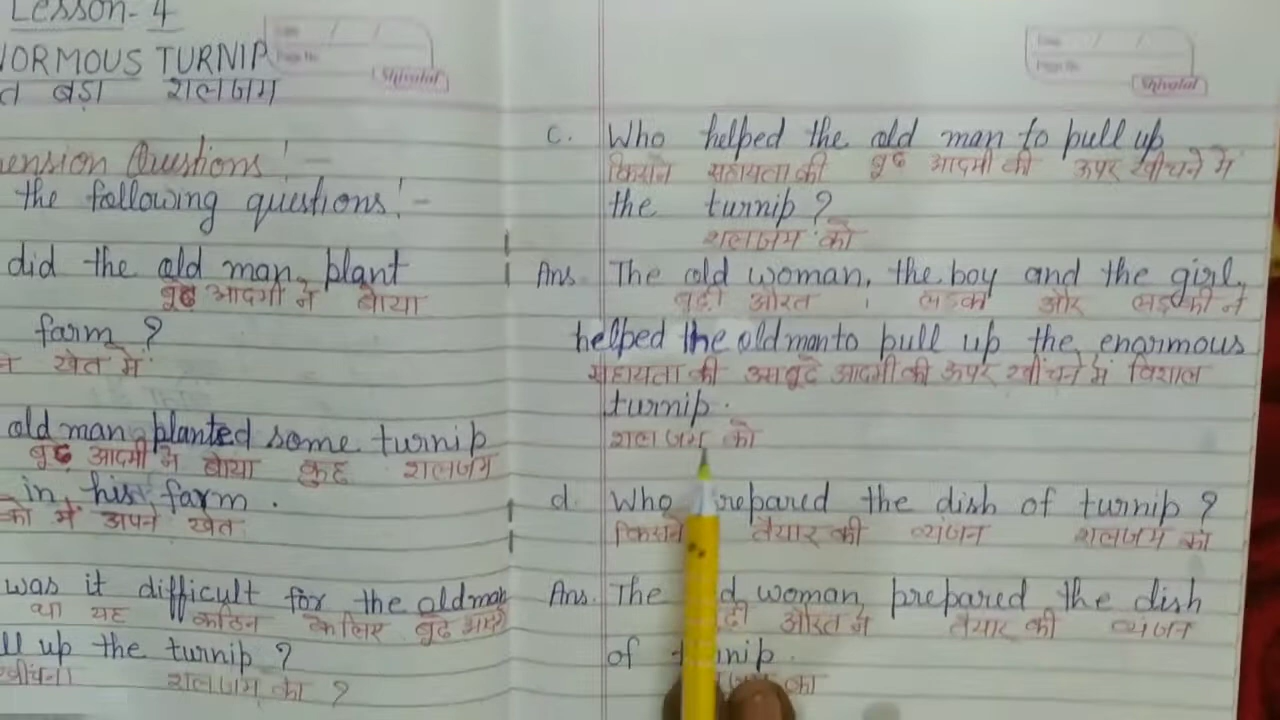 Lesson-4
NORMOUS TURNIP
त बड़ा शलजम
ension Questions!-
the following questions!-
did the old man plant
बुढ़ आदमी ने बोया
farm ?
ने खेत में
old man planted some turnip
बुढ़ आदमी ने बोया कुछ शलजम
in his farm.
को में अपने खेत
was it difficult for the old man
था यह कठिन के लिए बुढ़े
ll up the turnip ?
खींचना शलजम का ?
Shivalal
Shivalal
c. Who helped the old man to pull up
किसने सहायता की बुढ़ आदमी की ऊपर खींचने में
the turnip ?
शलजम को
Ans. The old woman, the boy and the girl,
बुढ़ी औरत लड़का और लड़की ने
helped the old man to pull up the enormous
सहायता की उस बुढ़े आदमी की ऊपर खींचने में विशाल
turnip.
शलजम को
d. Who repared the dish of turnip ?
किसने तैयार की व्यंजन शलजम का
Ans. The d woman prepared the dish
ढ़ी औरत ने तैयार की व्यंजन
of t nip.
का